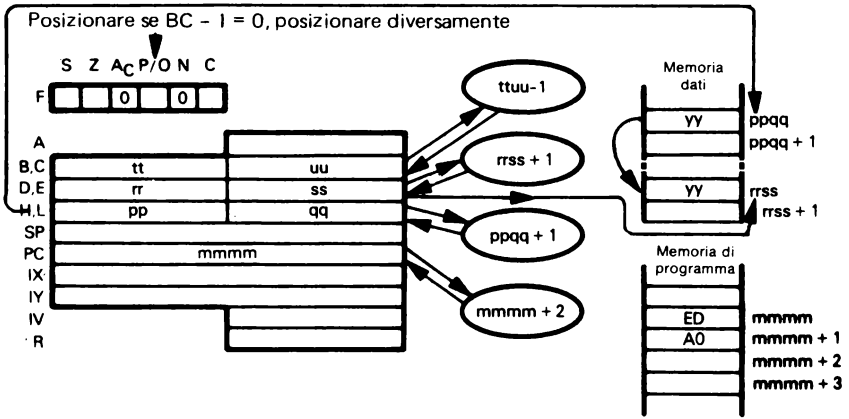 Posizionare se BC - 1 = 0, posizionare diversamente
S Z AC P/O N C
F 0 0
A
B,C tt uu
D,E rr ss
H,L pp qq
SP
PC mmmm
IX
IY
IV
R
ttuu-1
rrss + 1
ppqq + 1
mmmm + 2
Memoria
dati
yy ppqq
ppqq + 1
yy rrss
rrss + 1
Memoria di
programma
ED mmmm
A0 mmmm + 1
mmmm + 2
mmmm + 3